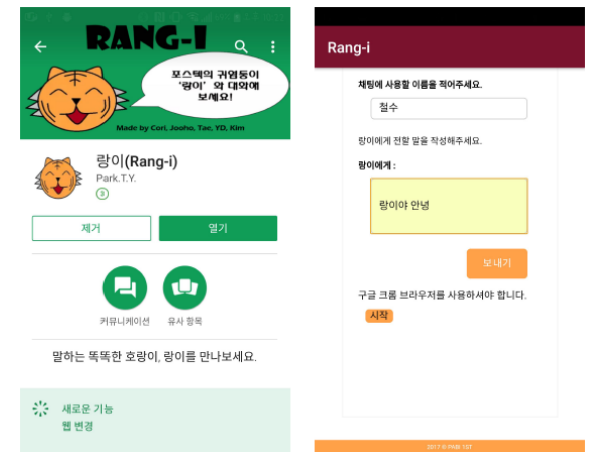 RANG-I
포스텍의 귀염둥이
'랑이' 와 대화해
보세요!
Made by Cori, Jooho, Tae, YD, Kim
랑이(Rang-i)
Park.T.Y.
3
제거
열기
커뮤니케이션
유사 항목
말하는 똑똑한 호랑이, 랑이를 만나보세요.
새로운 기능
웹 변경
Rang-i
채팅에 사용할 이름을 적어주세요.
철수
랑이에게 전할 말을 작성해주세요.
랑이에게 :
랑이야 안녕
보내기
구글 크롬 브라우저를 사용하셔야 합니다.
시작